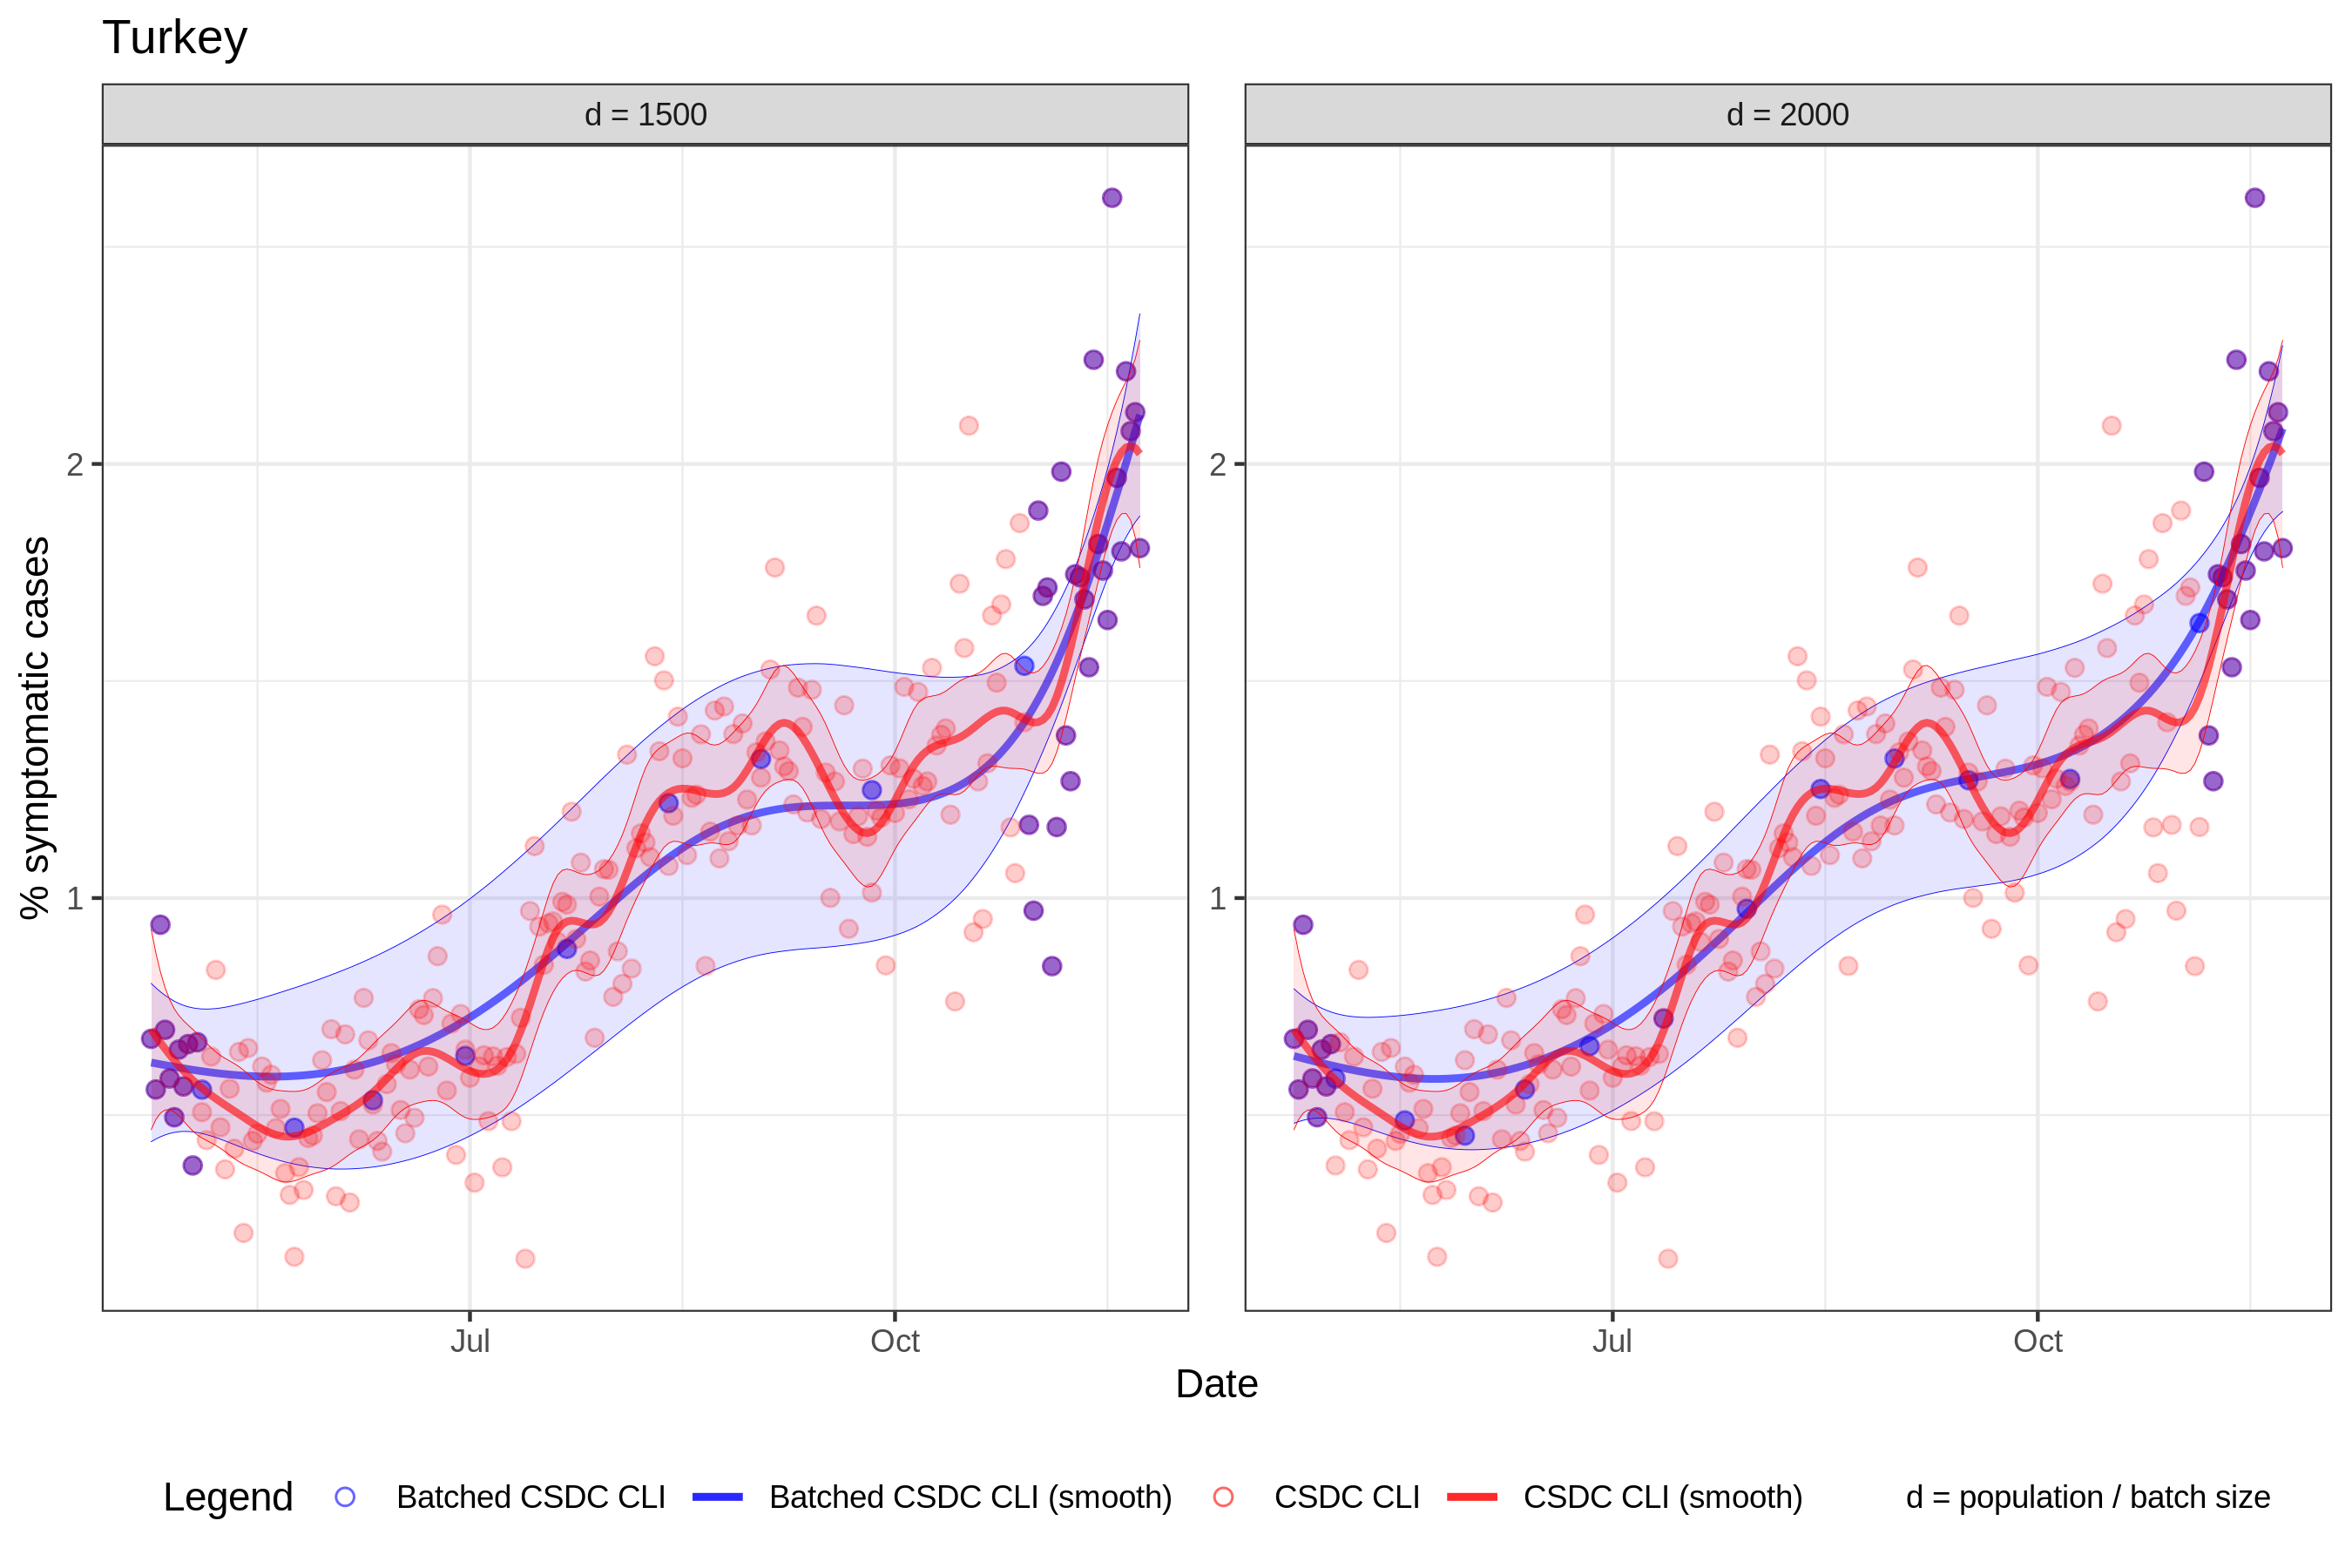 Turkey
d = 1500
d = 2000
% symptomatic cases
2
1
2
1
Jul
Oct
Jul
Oct
Date
Legend
Batched CSDC CLI
Batched CSDC CLI (smooth)
CSDC CLI
CSDC CLI (smooth)
d = population / batch size